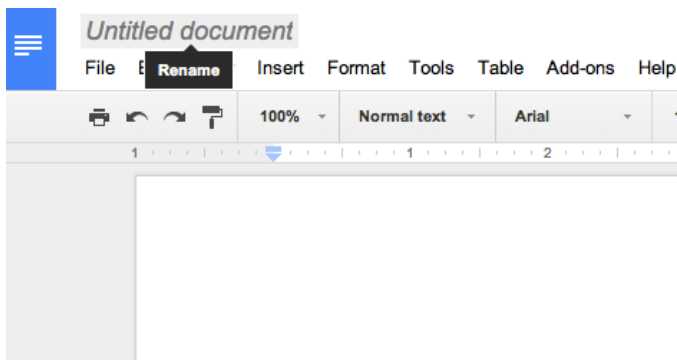 Untitled document
File E Rename Insert Format Tools Table Add-ons Help
100% Normal text Arial
1 1 2